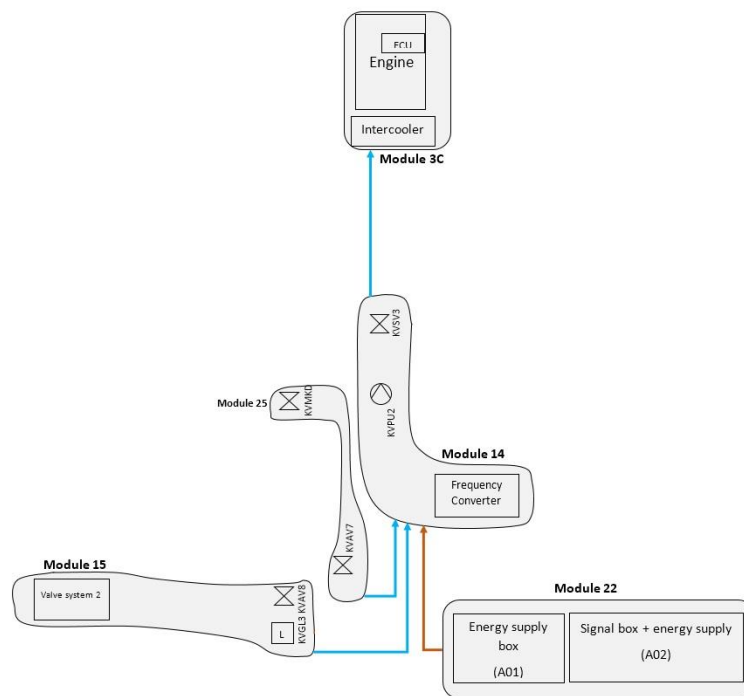 ECU
Engine
Intercooler
Module 3C
KVSV3
Module 25
KVMKD
KVPU2
Module 14
Frequency
Converter
KVAV7
Module 15
Valve system 2
KVAV8
KVGL3
L
Module 22
Energy supply
box
(A01)
Signal box + energy supply
(A02)